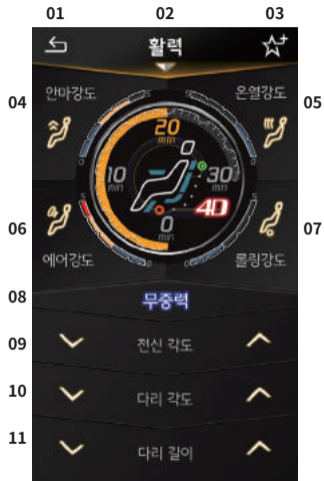 01 02 03
활력
04 안마강도 온열강도 05
20
min
10
min
30
min
4D
0
min
06 07
에어강도 롤링강도
08 무중력
09 전신 각도
10 다리 각도
11 다리 길이